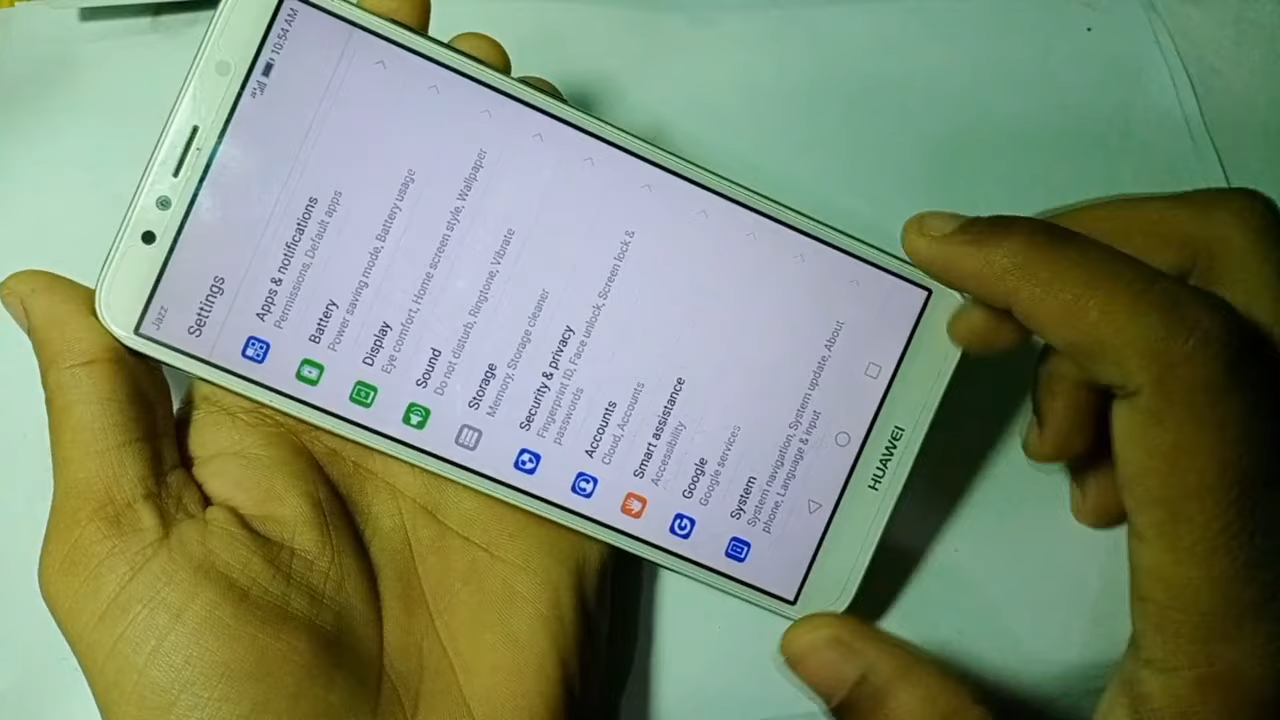 Jazz
10:54 AM
Settings
Apps & notifications
Permissions, Default apps
Battery
Power saving mode, Battery usage
Display
Eye comfort, Home screen style, Wallpaper
Sound
Do not disturb, Ringtone, Vibrate
Storage
Memory, Storage cleaner
Security & privacy
Fingerprint ID, Face unlock, Screen lock &
passwords
Accounts
Cloud, Accounts
Smart assistance
Accessibility
Google
Google services
System
System navigation, System update, About
phone, Language & input
HUAWEI